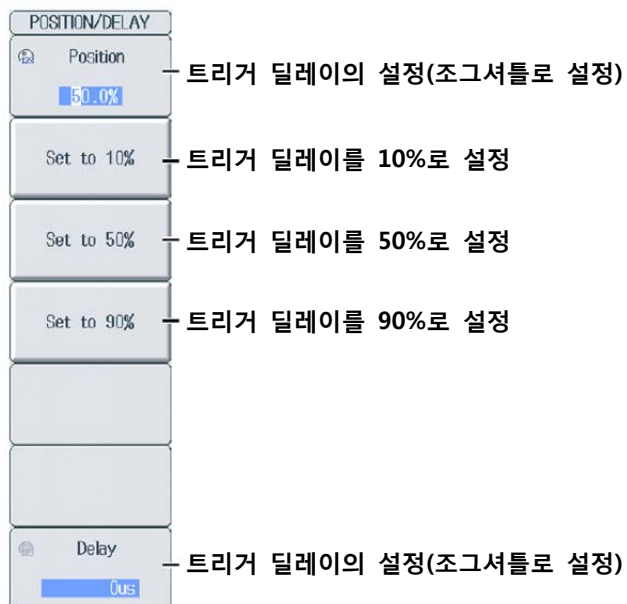 POSITION/DELAY
Position
50.0%
트리거 딜레이의 설정(조그셔틀로 설정)
Set to 10%
트리거 딜레이를 10%로 설정
Set to 50%
트리거 딜레이를 50%로 설정
Set to 90%
트리거 딜레이를 90%로 설정
Delay
0us
트리거 딜레이의 설정(조그셔틀로 설정)